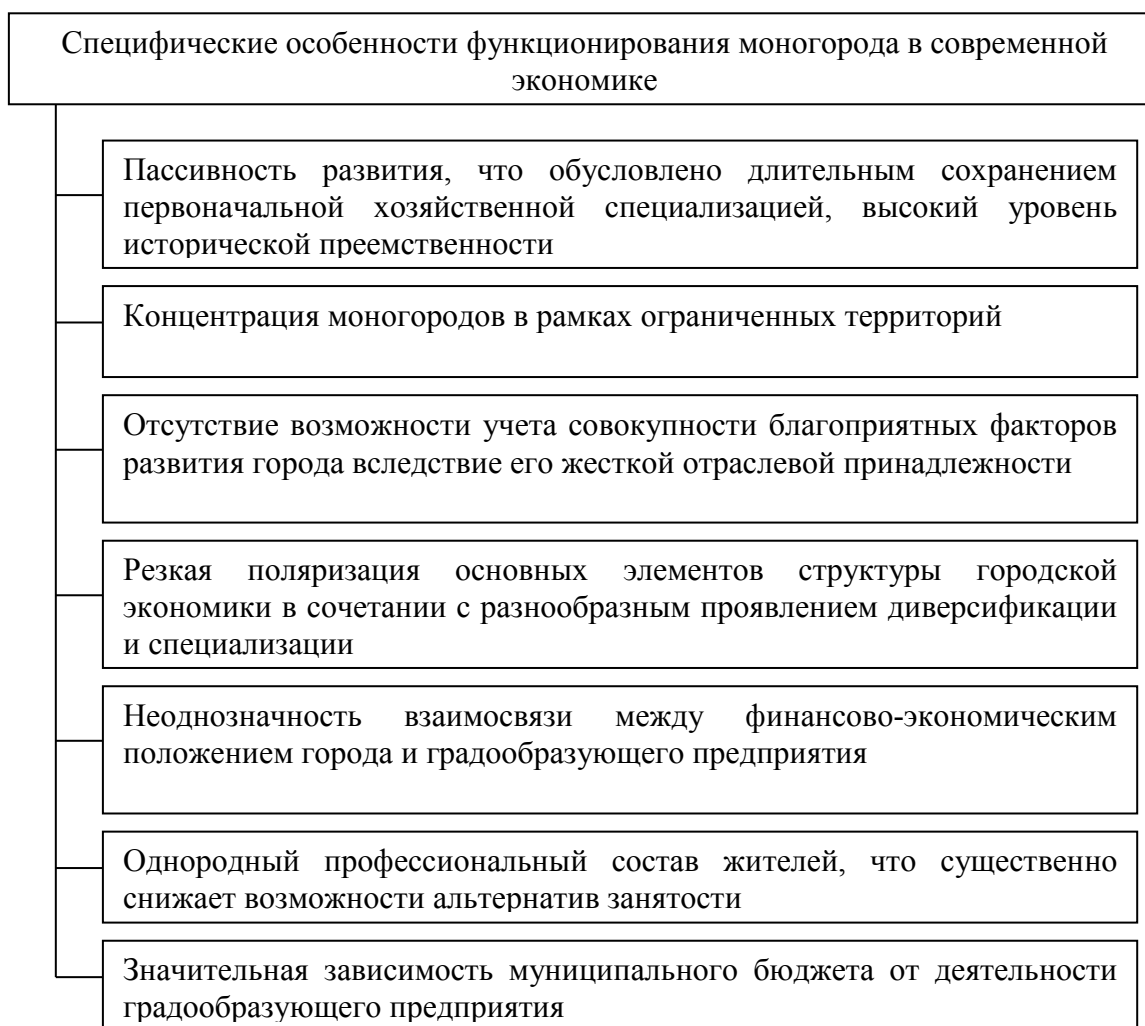 Специфические особенности функционирования моногорода в современной
экономике
Пассивность развития, что обусловлено длительным сохранением
первоначальной хозяйственной специализацией, высокий уровень
исторической преемственности
Концентрация моногородов в рамках ограниченных территорий
Отсутствие возможности учета совокупности благоприятных факторов
развития города вследствие его жесткой отраслевой принадлежности
Резкая поляризация основных элементов структуры городской
экономики в сочетании с разнообразным проявлением диверсификации
и специализации
Неоднозначность взаимосвязи между финансово-экономическим
положением города и градообразующего предприятия
Однородный профессиональный состав жителей, что существенно
снижает возможности альтернатив занятости
Значительная зависимость муниципального бюджета от деятельности
градообразующего предприятия